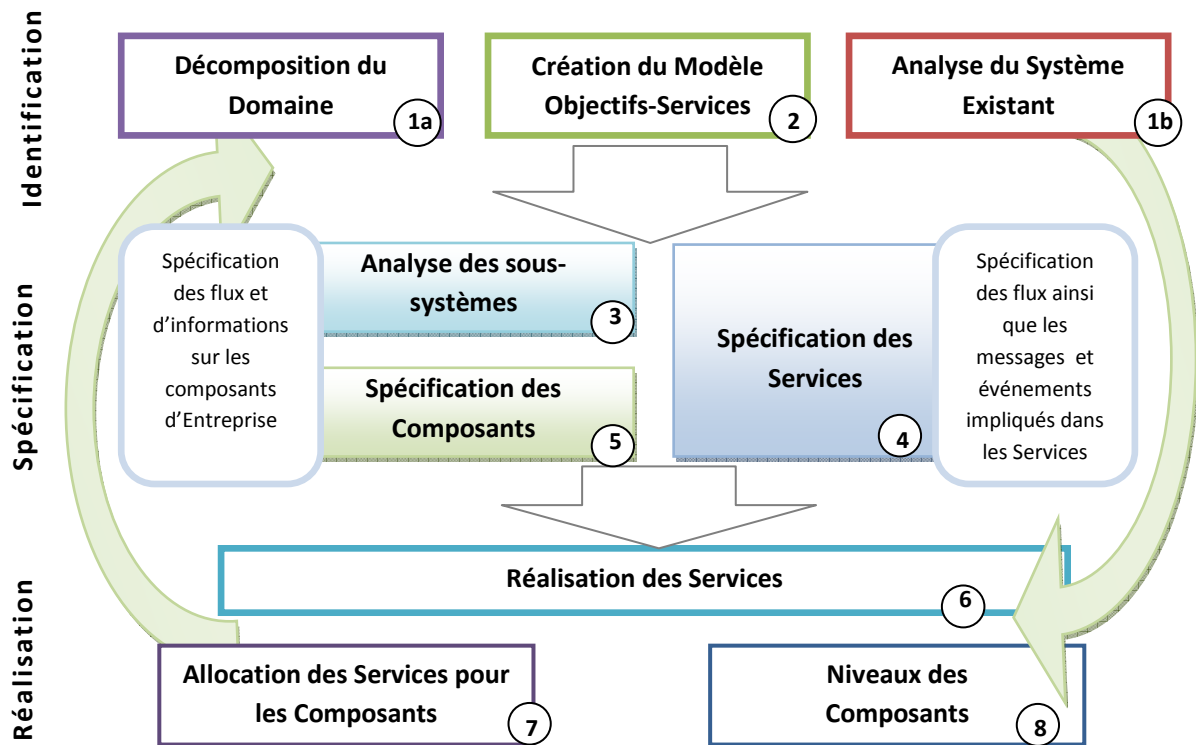 Identification
Décomposition du
Domaine
1a
Création du Modèle
Objectifs-Services
2
Analyse du Système
Existant
1b
Spécification
Spécification
des flux et
d'informations
sur les
composants
d'Entreprise
Analyse des sous-
systèmes
3
Spécification des
Composants
5
Spécification des
Services
4
Spécification
des flux ainsi
que les
messages et
événements
impliqués dans
les Services
Réalisation
Réalisation des Services
6
Allocation des Services pour
les Composants
7
Niveaux des
Composants
8